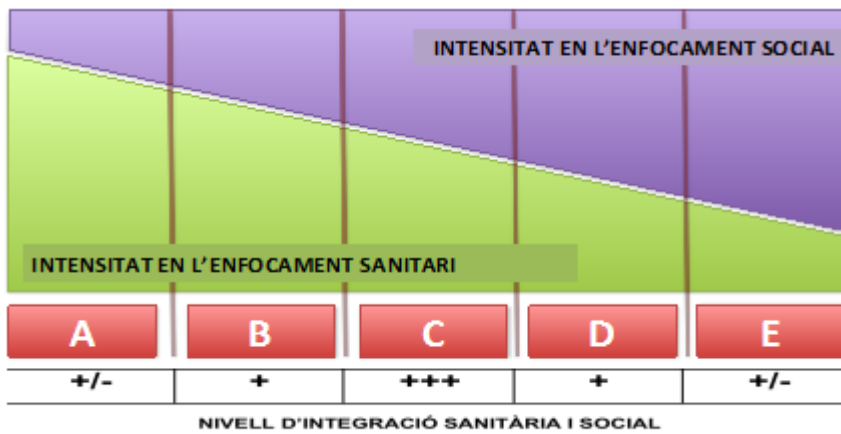 INTENSITAT EN L'ENFOCAMENT SOCIAL
INTENSITAT EN L'ENFOCAMENT SANITARI
A B C D E
+/- + +++ + +/-
NIVELL D'INTEGRACIÓ SANITÀRIA I SOCIAL